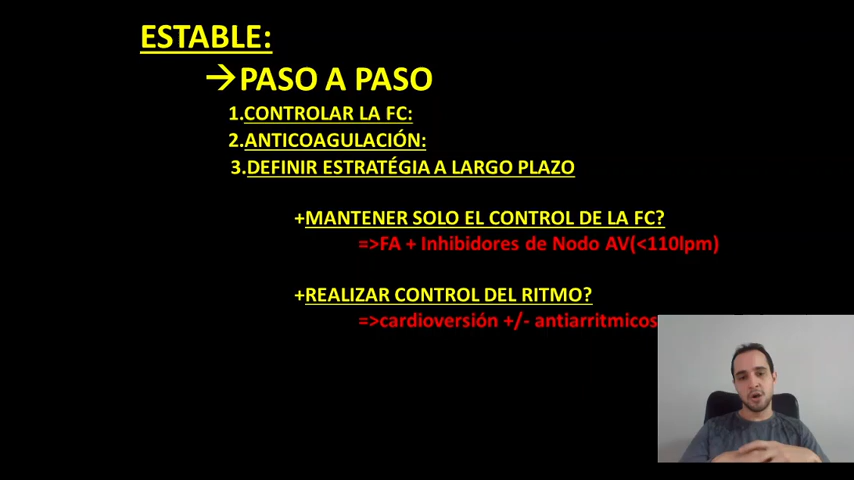 ESTABLE:
→PASO A PASO
1.CONTROLAR LA FC:
2.ANTICOAGULACIÓN:
3.DEFINIR ESTRATÉGIA A LARGO PLAZO
+MANTENER SOLO EL CONTROL DE LA FC?
=>FA + Inhibidores de Nodo AV(<110lpm)
+REALIZAR CONTROL DEL RITMO?
=>cardioversión +/- antiarritmicos